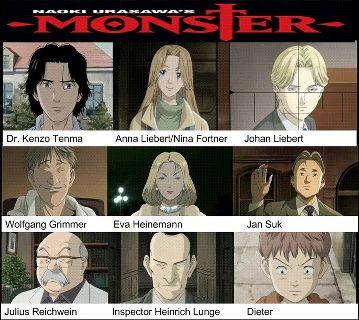 NAOKI URASAWA'S
MONSTER
Dr. Kenzo Tenma
Anna Liebert/Nina Fortner
Johan Liebert
Wolfgang Grimmer
Eva Heinemann
Jan Suk
Julius Reichwein
Inspector Heinrich Lunge
Dieter